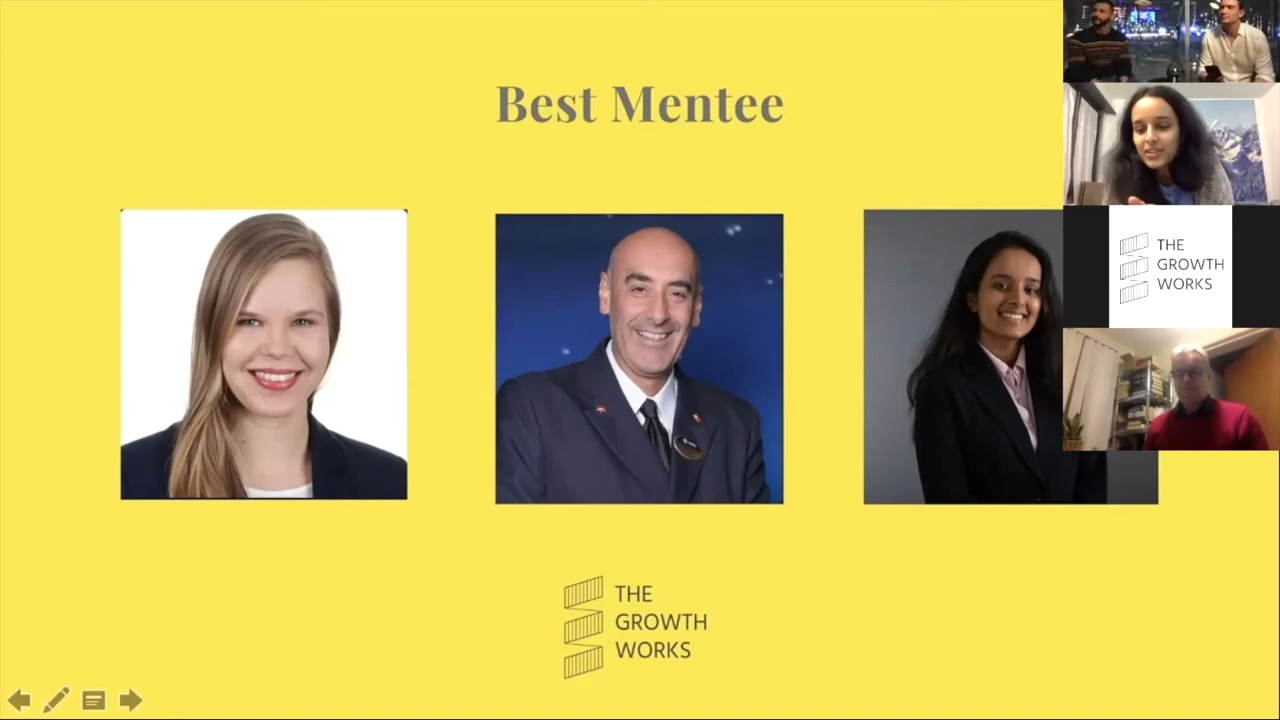 Best Mentee
THE
GROWTH
WORKS
THE
GROWTH
WORKS